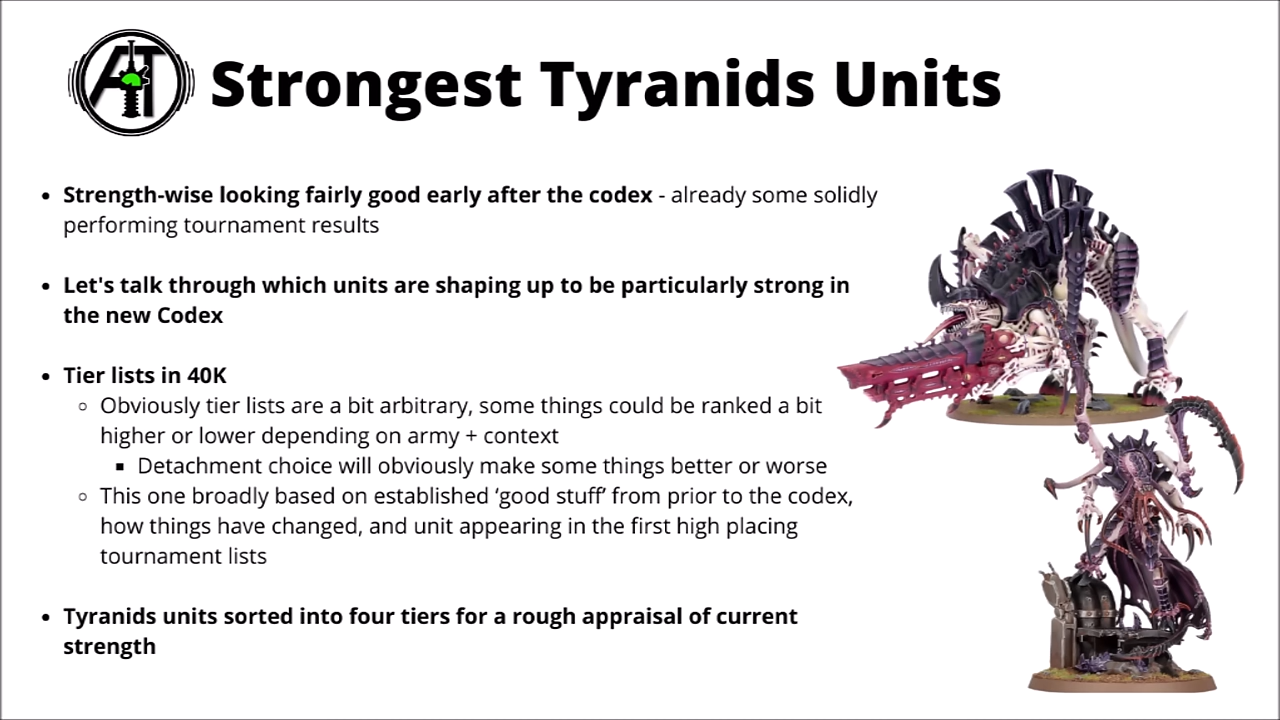 AT
Strongest Tyranids Units
• Strength-wise looking fairly good early after the codex - already some solidly
performing tournament results
• Let's talk through which units are shaping up to be particularly strong in
the new Codex
• Tier lists in 40K
◦ Obviously tier lists are a bit arbitrary, some things could be ranked a bit
higher or lower depending on army + context
▪ Detachment choice will obviously make some things better or worse
◦ This one broadly based on established ‘good stuff’ from prior to the codex,
how things have changed, and unit appearing in the first high placing
tournament lists
• Tyranids units sorted into four tiers for a rough appraisal of current
strength